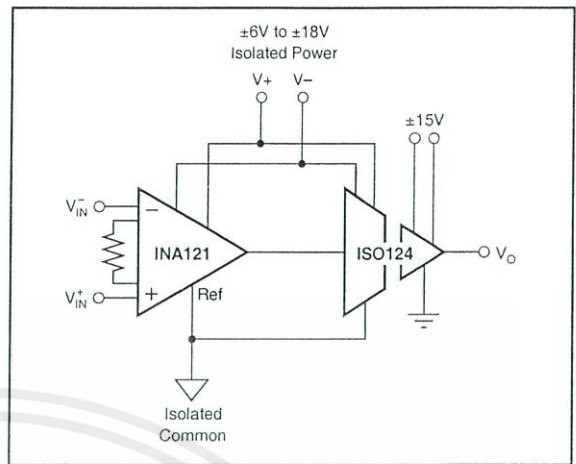 ±6V to ±18V
Isolated Power
V+ V–
±15V
V⁻IN
–
INA121
ISO124
VO
V⁺IN
+
Ref
Isolated
Common